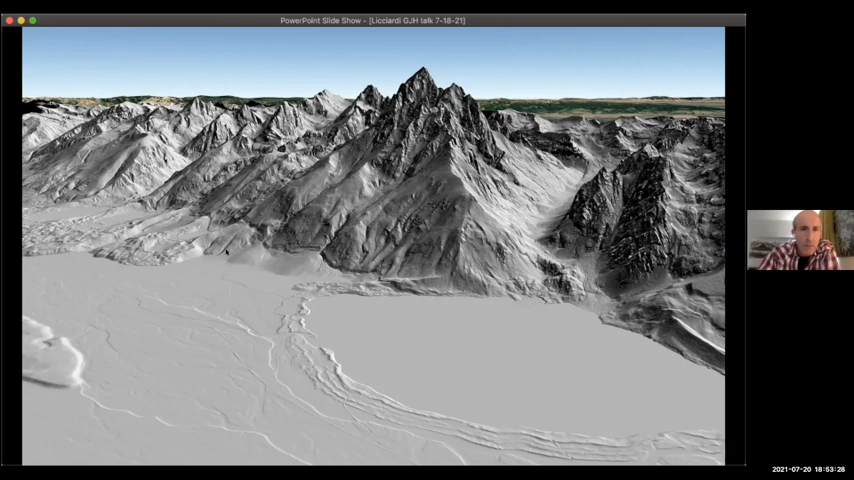 PowerPoint Slide Show - [Licciardi GJH talk 7-18-21]
2021-07-20 18:53:28